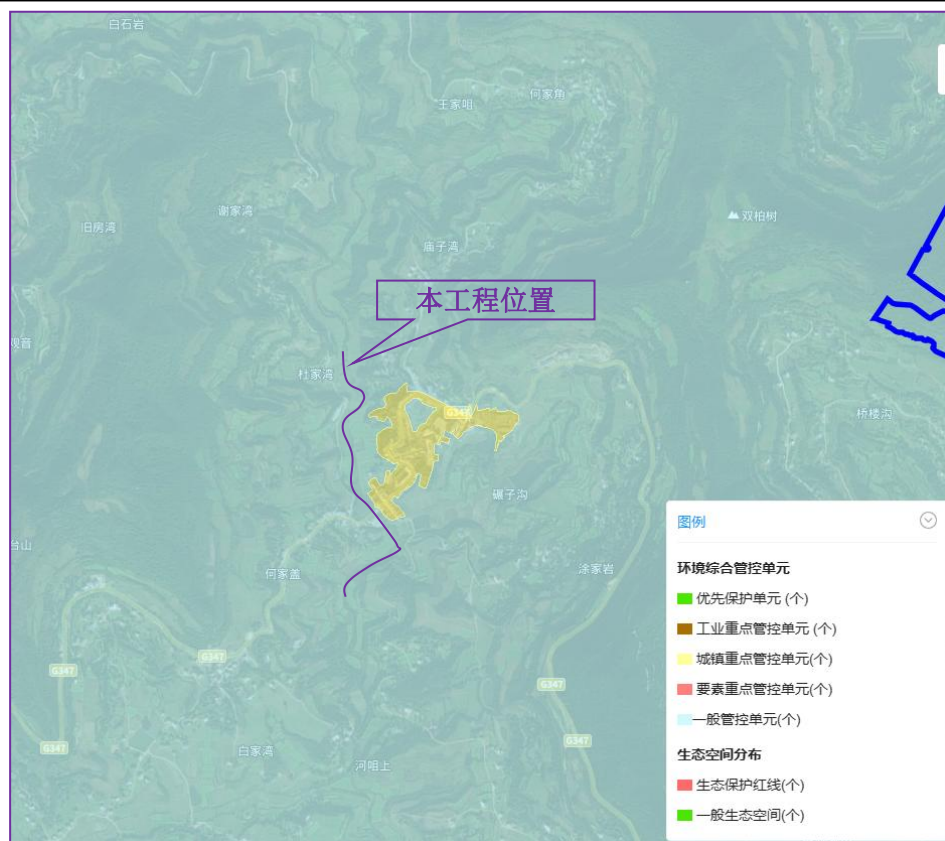 白石岩
王家咀
何家角
谢家湾
旧房湾
双柏树
庙子湾
本工程位置
观音
杜家湾
G347
桥楼沟
碾子沟
台山
何家盖
涂家岩
G347
G347
G347
G347
G347
白家湾
河咀上
图例
环境综合管控单元
优先保护单元 (个)
工业重点管控单元 (个)
城镇重点管控单元(个)
要素重点管控单元(个)
一般管控单元(个)
生态空间分布
生态保护红线(个)
一般生态空间(个)